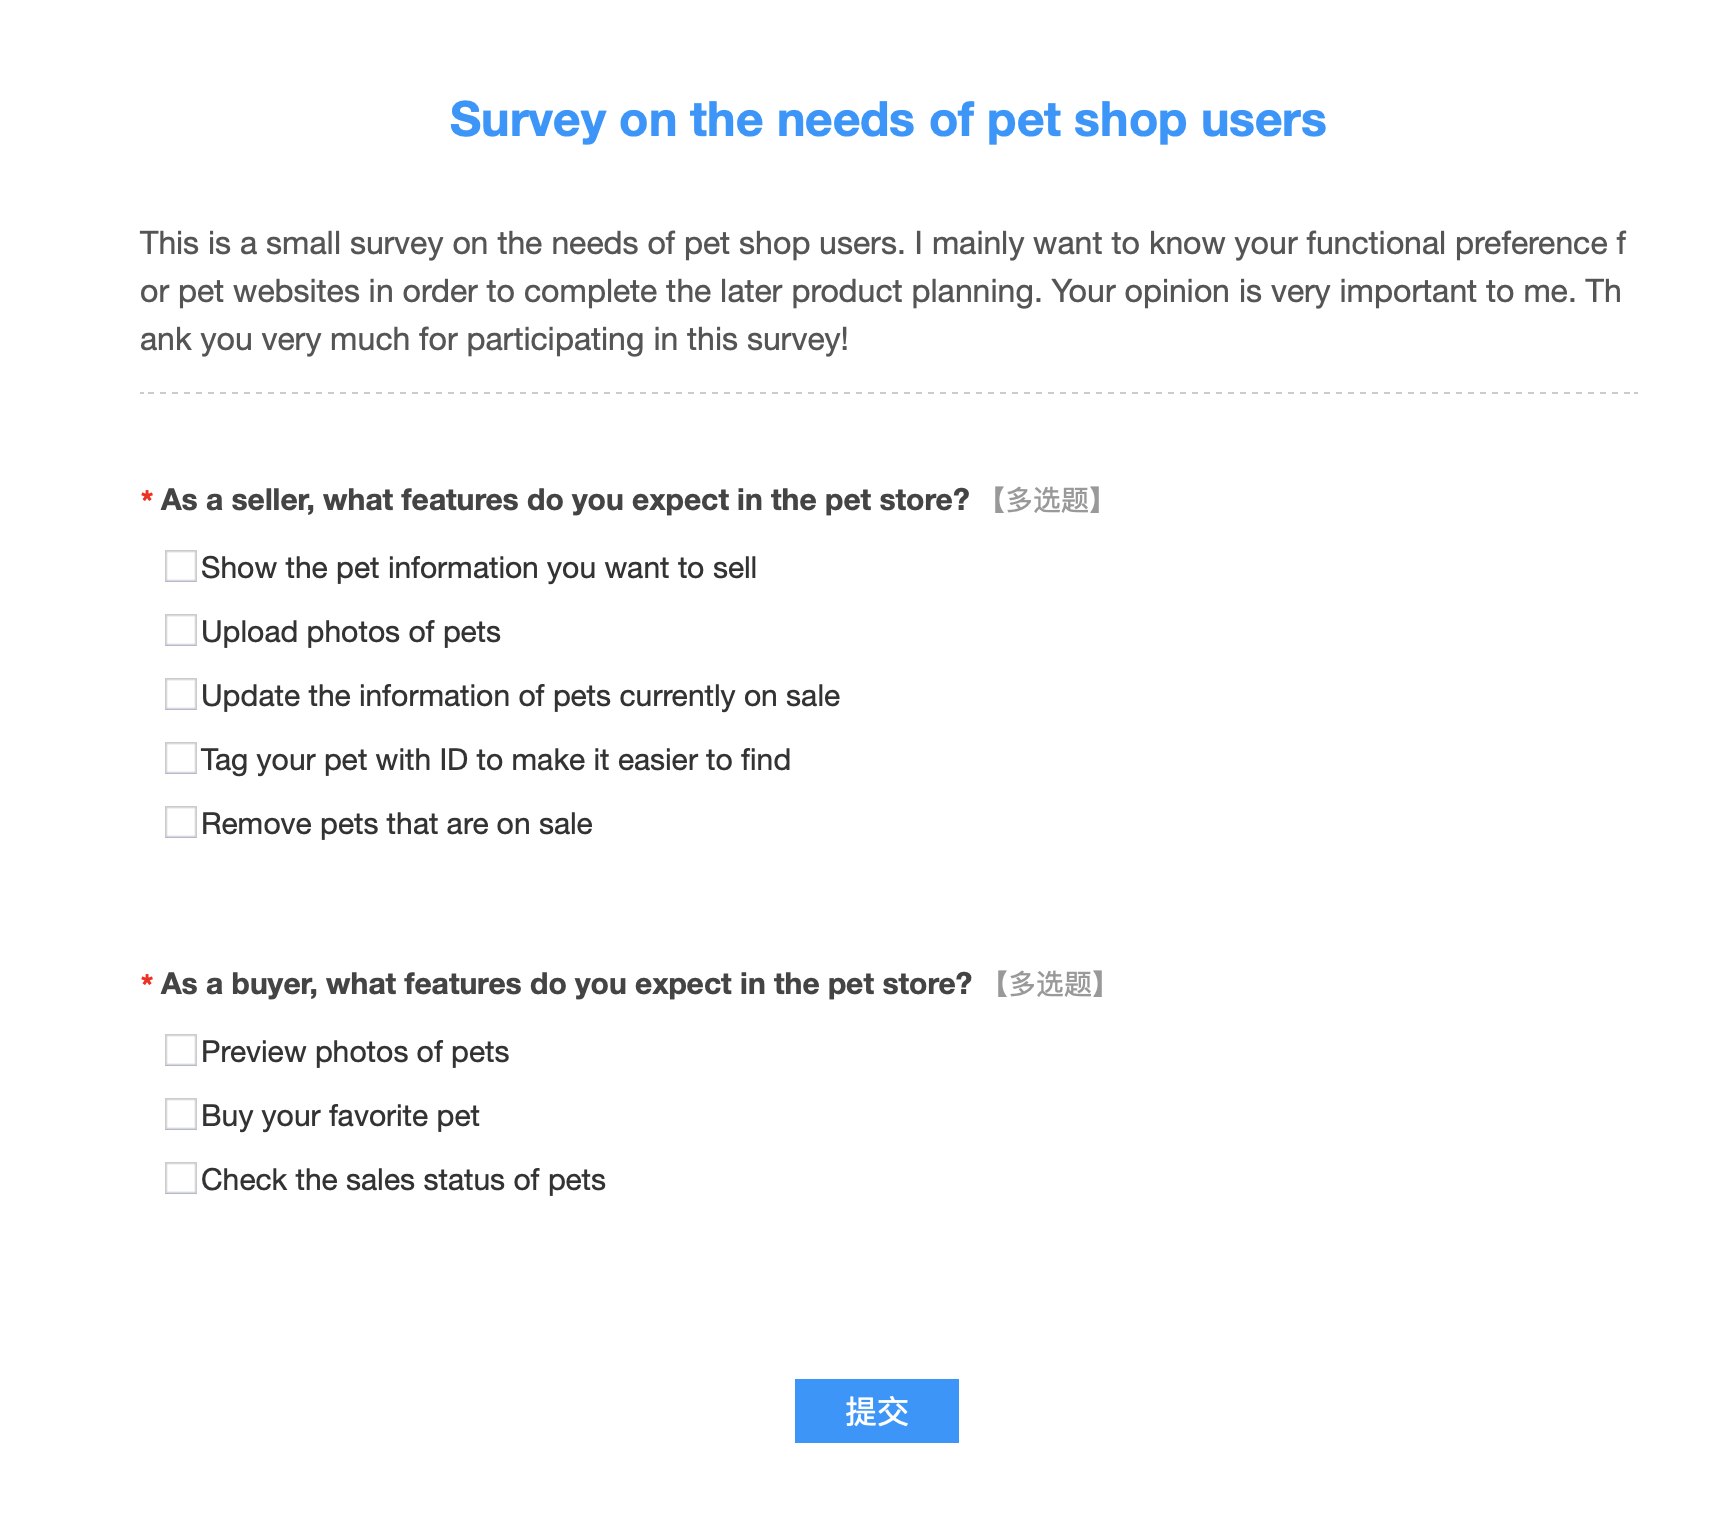 Survey on the needs of pet shop users
This is a small survey on the needs of pet shop users. I mainly want to know your functional preference f
or pet websites in order to complete the later product planning. Your opinion is very important to me. Th
ank you very much for participating in this survey!
* As a seller, what features do you expect in the pet store? 【多选题】
Show the pet information you want to sell
Upload photos of pets
Update the information of pets currently on sale
Tag your pet with ID to make it easier to find
Remove pets that are on sale
* As a buyer, what features do you expect in the pet store? 【多选题】
Preview photos of pets
Buy your favorite pet
Check the sales status of pets
提交